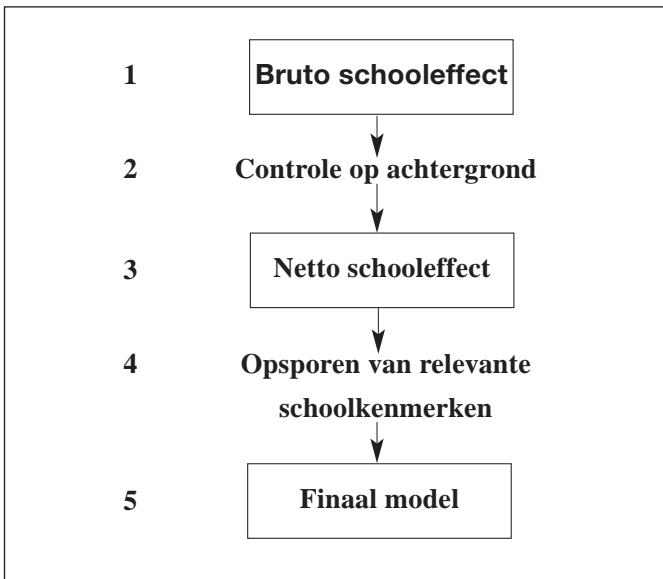 1 Bruto schooleffect
2 Controle op achtergrond
3 Netto schooleffect
4 Opsporen van relevante
schoolkenmerken
5 Finaal model